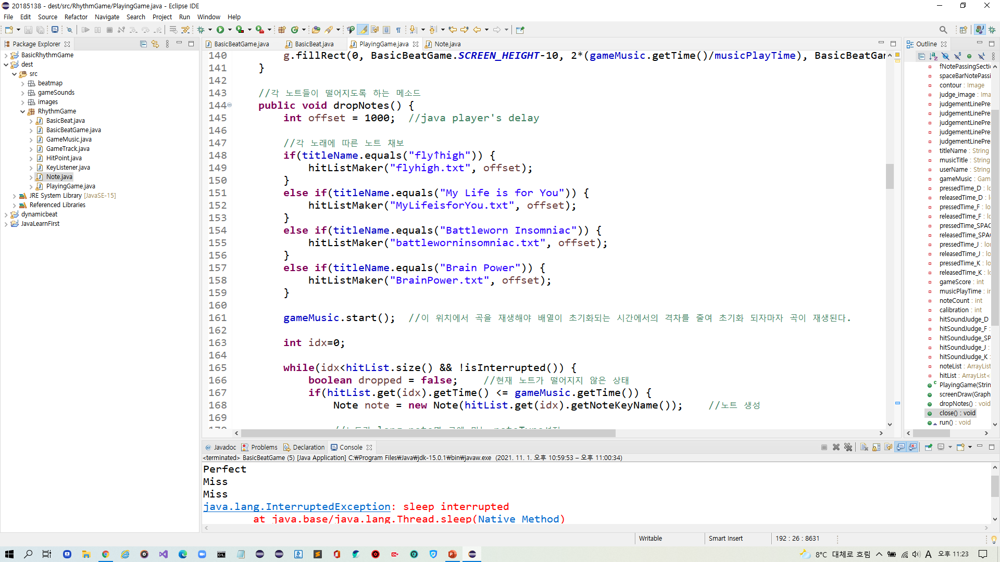 20185138 - dest/src/RhythmGame/PlayingGame.java - Eclipse IDE
File Edit Source Refactor Navigate Search Project Run Window Help
Package Explorer
BasicRhythmGame
dest
src
beatmap
gameSounds
images
RhythmGame
BasicBeat.java
BasicBeatGame.java
GameMusic.java
GameTrack.java
HitPoint.java
KeyListener.java
Note.java
PlayingGame.java
JRE System Library [JavaSE-15]
Referenced Libraries
dynamicbeat
JavaLearnFirst
BasicBeatGame.java BasicBeat.java PlayingGame.java Note.java
140 g.fillRect(0, BasicBeatGame.SCREEN_HEIGHT-10, 2*(gameMusic.getTime()/musicPlayTime), BasicBeatGa
141 }
142
143 //각 노트들이 떨어지도록 하는 메소드
144 public void dropNotes() {
145 int offset = 1000; //java player's delay
146
147 //각 노래에 따른 노트 채보
148 if(titleName.equals("fly↑high")) {
149 hitListMaker("flyhigh.txt", offset);
150 }
151 else if(titleName.equals("My Life is for You")) {
152 hitListMaker("MyLifeisforYou.txt", offset);
153 }
154 else if(titleName.equals("Battleworn Insomniac")) {
155 hitListMaker("battleworninsomniac.txt", offset);
156 }
157 else if(titleName.equals("Brain Power")) {
158 hitListMaker("BrainPower.txt", offset);
159 }
160
161 gameMusic.start(); //이 위치에서 곡을 재생해야 배열이 초기화되는 시간에서의 격차를 줄여 초기화 되자마자 곡이 재생된다.
162
163 int idx=0;
164
165 while(idx<hitList.size() && !isInterrupted()) {
166 boolean dropped = false; //현재 노트가 떨어지지 않은 상태
167 if(hitList.get(idx).getTime() <= gameMusic.getTime()) {
168 Note note = new Note(hitList.get(idx).getNoteKeyName()); //노트 생성
169
Outline
fNotePassingSecti
spaceBarNotePassi
contour : Image
judge_image : Ima
judgementLinePre
judgementLinePre
judgementLinePre
judgementLinePre
judgementLinePre
titleName : String
musicTitle : String
userName : String
gameMusic : Gam
pressedTime_D : lo
releasedTime_D : lo
pressedTime_F : lo
releasedTime_F : lo
pressedTime_SPAC
releasedTime_SPA
pressedTime_J : lo
releasedTime_J : lo
pressedTime_K : lo
releasedTime_K : lo
gameScore : int
musicPlayTime : in
noteCount : int
calibration : int
hitSoundJudge_D
hitSoundJudge_F :
hitSoundJudge_SP
hitSoundJudge_J :
hitSoundJudge_K :
noteList : ArrayList
hitList : ArrayList<
PlayingGame(Strin
screenDraw(Graph
dropNotes() : void
close() : void
run() : void
Javadoc Problems Declaration Console
<terminated> BasicBeatGame (5) [Java Application] C:₩Program Files₩Java₩jdk-15.0.1₩bin₩javaw.exe (2021. 11. 1. 오후 10:59:53 – 오후 11:00:34)
Perfect
Miss
Miss
java.lang.InterruptedException: sleep interrupted
at java.base/java.lang.Thread.sleep(Native Method)
Writable Smart Insert 192 : 26 : 8631
8°C 대체로 흐림 A 오후 11:23